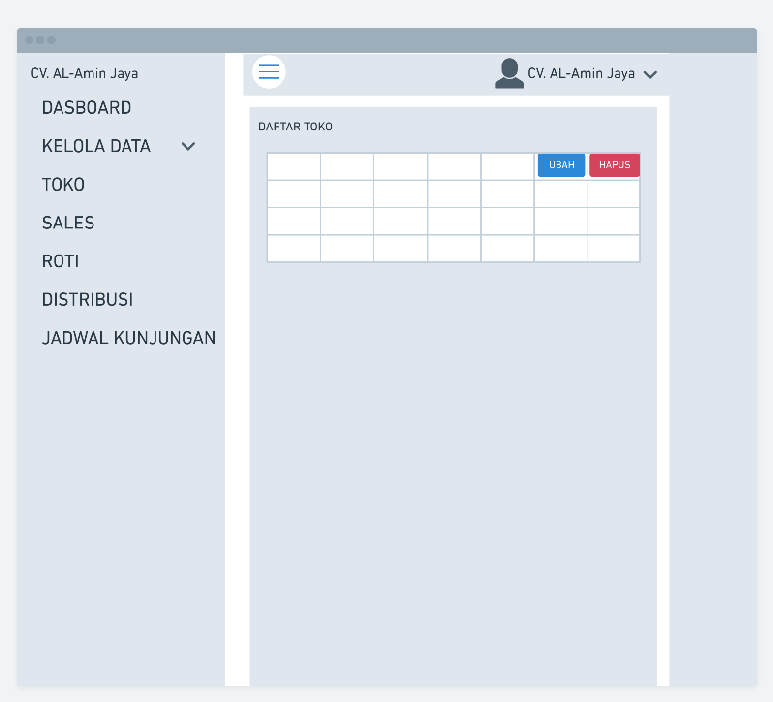 CV. AL-Amin Jaya
DASBOARD
KELOLA DATA
TOKO
SALES
ROTI
DISTRIBUSI
JADWAL KUNJUNGAN
CV. AL-Amin Jaya
DAFTAR TOKO
UBAH HAPUS